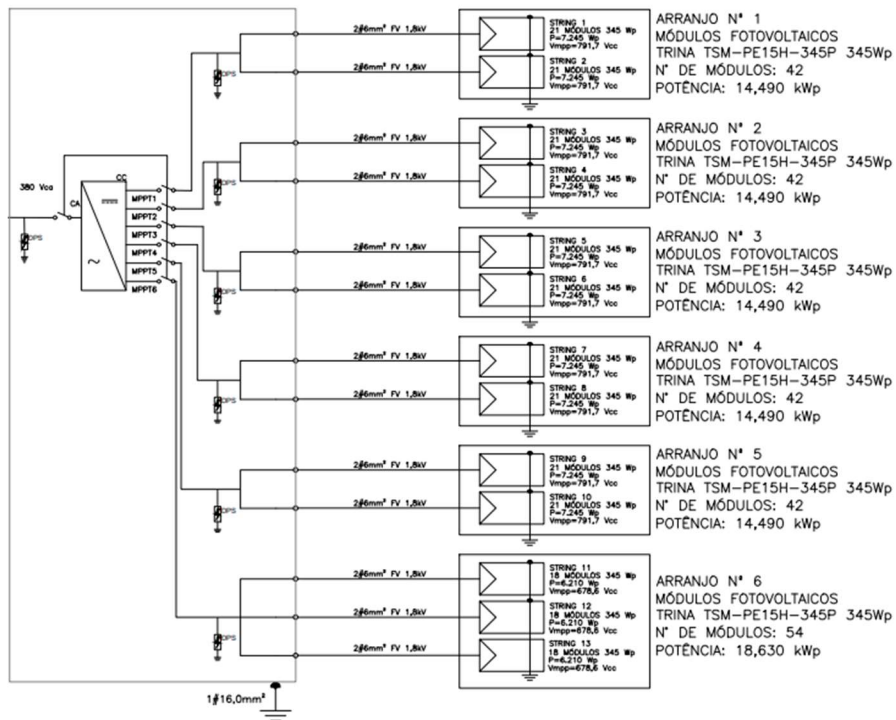 380 Vca
CA
CC
DPS
MPPT1
MPPT2
MPPT3
MPPT4
MPPT5
MPPT6
1#16,0mm²
DPS
2#6mm² FV 1,8kV
2#6mm² FV 1,8kV
STRING 1
21 MÓDULOS 345 Wp
P=7.245 Wp
Vmpp=791,7 Vcc
STRING 2
21 MÓDULOS 345 Wp
P=7.245 Wp
Vmpp=791,7 Vcc
ARRANJO N° 1
MÓDULOS FOTOVOLTAICOS
TRINA TSM-PE15H-345P 345Wp
N° DE MÓDULOS: 42
POTÊNCIA: 14,490 kWp
DPS
2#6mm² FV 1,8kV
2#6mm² FV 1,8kV
STRING 3
21 MÓDULOS 345 Wp
P=7.245 Wp
Vmpp=791,7 Vcc
STRING 4
21 MÓDULOS 345 Wp
P=7.245 Wp
Vmpp=791,7 Vcc
ARRANJO N° 2
MÓDULOS FOTOVOLTAICOS
TRINA TSM-PE15H-345P 345Wp
N° DE MÓDULOS: 42
POTÊNCIA: 14,490 kWp
DPS
2#6mm² FV 1,8kV
2#6mm² FV 1,8kV
STRING 5
21 MÓDULOS 345 Wp
P=7.245 Wp
Vmpp=791,7 Vcc
STRING 6
21 MÓDULOS 345 Wp
P=7.245 Wp
Vmpp=791,7 Vcc
ARRANJO N° 3
MÓDULOS FOTOVOLTAICOS
TRINA TSM-PE15H-345P 345Wp
N° DE MÓDULOS: 42
POTÊNCIA: 14,490 kWp
DPS
2#6mm² FV 1,8kV
2#6mm² FV 1,8kV
STRING 7
21 MÓDULOS 345 Wp
P=7.245 Wp
Vmpp=791,7 Vcc
STRING 8
21 MÓDULOS 345 Wp
P=7.245 Wp
Vmpp=791,7 Vcc
ARRANJO N° 4
MÓDULOS FOTOVOLTAICOS
TRINA TSM-PE15H-345P 345Wp
N° DE MÓDULOS: 42
POTÊNCIA: 14,490 kWp
DPS
2#6mm² FV 1,8kV
2#6mm² FV 1,8kV
STRING 9
21 MÓDULOS 345 Wp
P=7.245 Wp
Vmpp=791,7 Vcc
STRING 10
21 MÓDULOS 345 Wp
P=7.245 Wp
Vmpp=791,7 Vcc
ARRANJO N° 5
MÓDULOS FOTOVOLTAICOS
TRINA TSM-PE15H-345P 345Wp
N° DE MÓDULOS: 42
POTÊNCIA: 14,490 kWp
DPS
2#6mm² FV 1,8kV
2#6mm² FV 1,8kV
2#6mm² FV 1,8kV
STRING 11
18 MÓDULOS 345 Wp
P=6.210 Wp
Vmpp=678,6 Vcc
STRING 12
18 MÓDULOS 345 Wp
P=6.210 Wp
Vmpp=678,6 Vcc
STRING 13
18 MÓDULOS 345 Wp
P=6.210 Wp
Vmpp=678,6 Vcc
ARRANJO N° 6
MÓDULOS FOTOVOLTAICOS
TRINA TSM-PE15H-345P 345Wp
N° DE MÓDULOS: 54
POTÊNCIA: 18,630 kWp